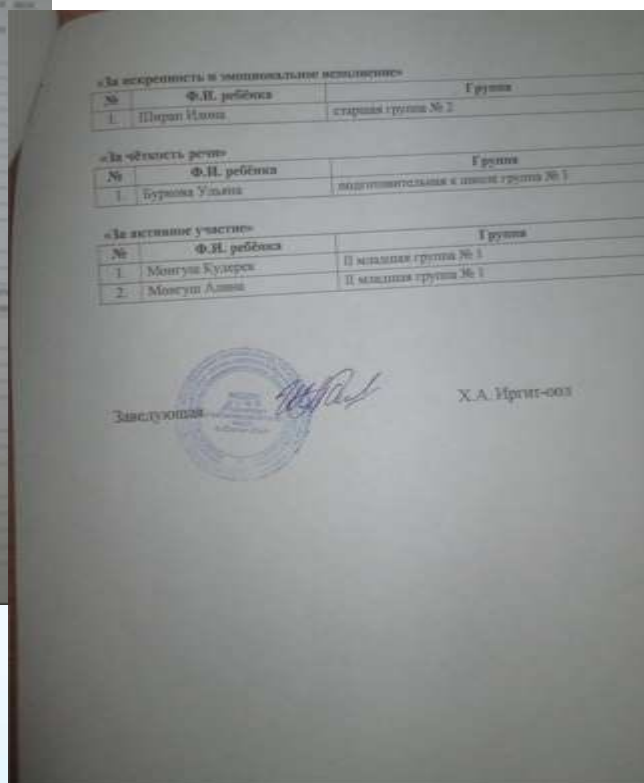 «За искренность и эмоциональное исполнение»
№ Ф.И. ребёнка Группа
1. Ширап Илина старшая группа № 2
«За чёткость речи»
№ Ф.И. ребёнка Группа
1. Буркова Ульяна подготовительная к школе группа № 1
«За активное участие»
№ Ф.И. ребёнка Группа
1. Монгуш Кудерек II младшая группа № 1
2. Монгуш Алина II младшая группа № 1
Заведующая Х.А. Иргит-оол